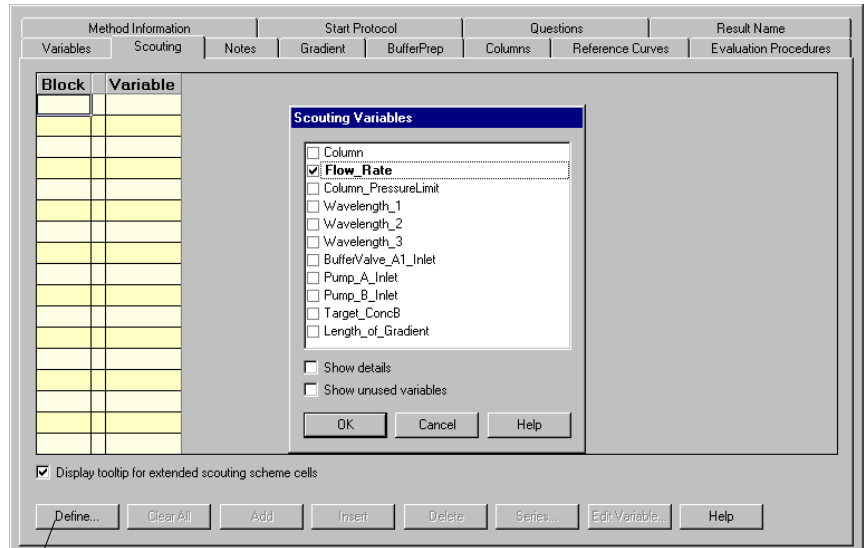 Method Information Start Protocol Questions Result Name
Variables Scouting Notes Gradient BufferPrep Columns Reference Curves Evaluation Procedures
Block Variable
Scouting Variables
Column
Flow_Rate
Column_PressureLimit
Wavelength_1
Wavelength_2
Wavelength_3
BufferValve_A1_Inlet
Pump_A_Inlet
Pump_B_Inlet
Target_ConcB
Length_of_Gradient
Show details
Show unused variables
OK Cancel Help
Display tooltip for extended scouting scheme cells
Define... Clear All Add Insert Delete Series... Edit Variable... Help